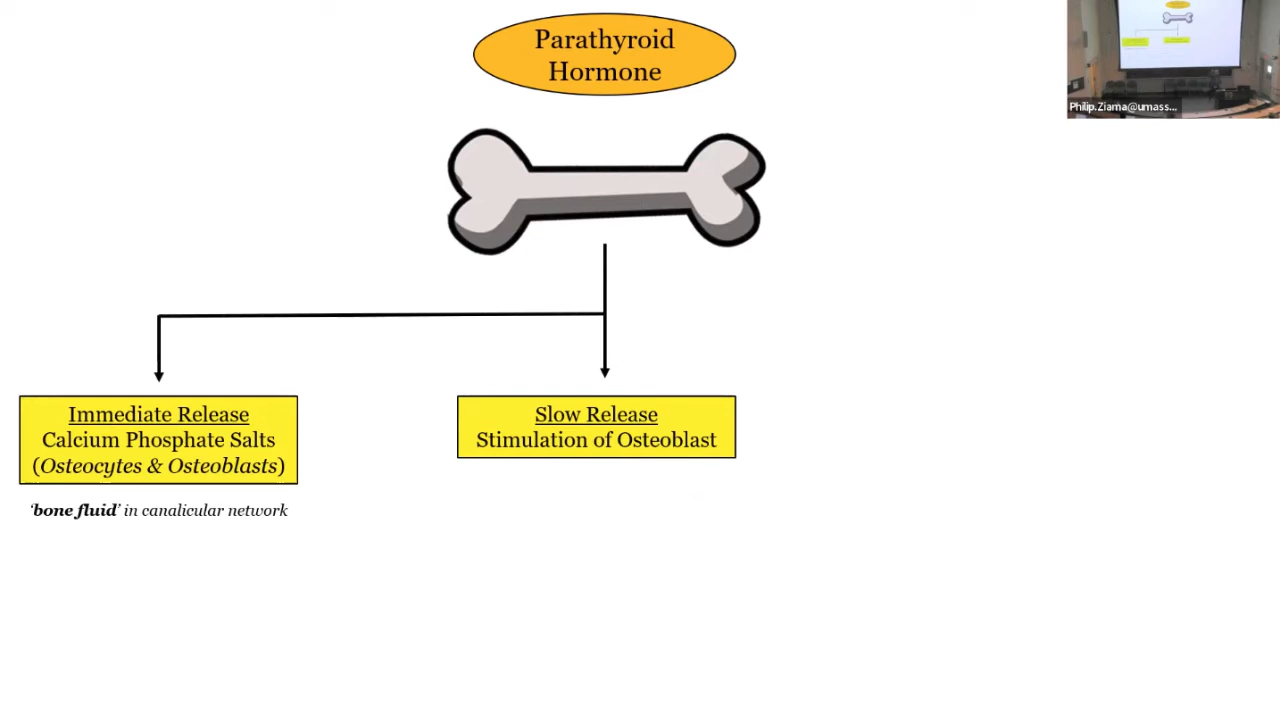 Parathyroid
Hormone
Philip.Ziama@umass...
Immediate Release
Calcium Phosphate Salts
(Osteocytes & Osteoblasts)
'bone fluid' in canalicular network
Slow Release
Stimulation of Osteoblast